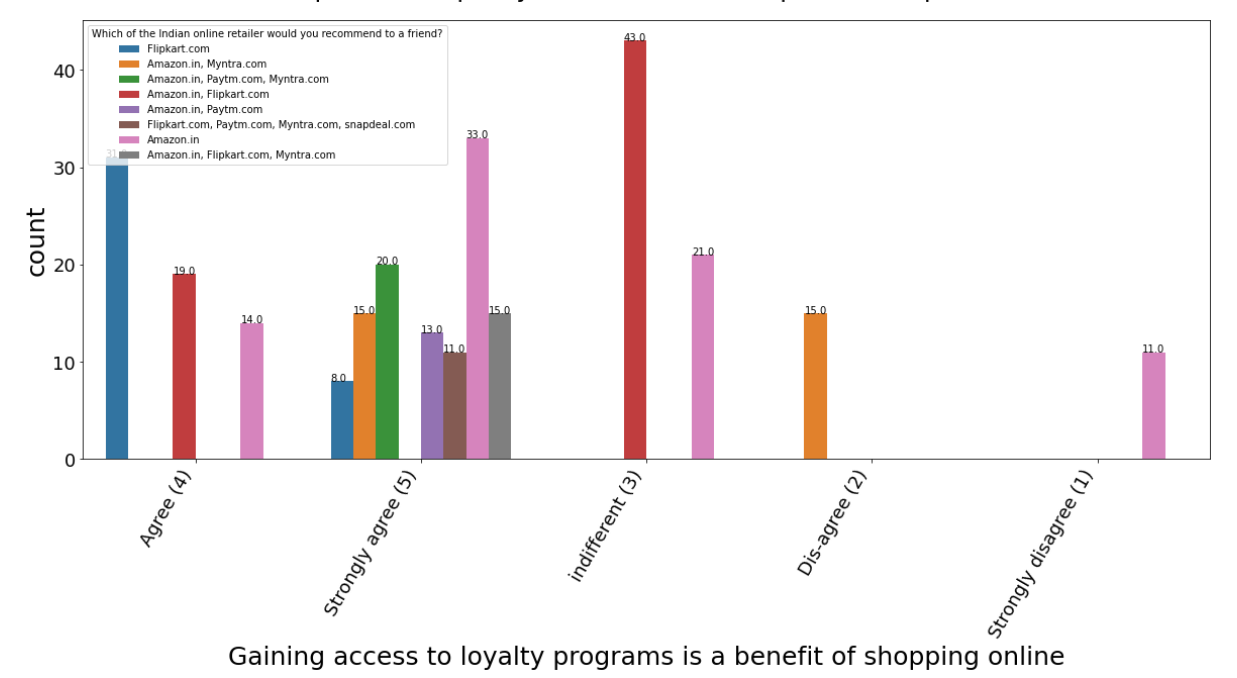 Which of the Indian online retailer would you recommend to a friend?
Flipkart.com
Amazon.in, Myntra.com
Amazon.in, Paytm.com, Myntra.com
Amazon.in, Flipkart.com
Amazon.in, Paytm.com
Flipkart.com, Paytm.com, Myntra.com, snapdeal.com
Amazon.in
Amazon.in, Flipkart.com, Myntra.com
count
40
30
20
10
0
19.0
14.0
8.0
15.0
20.0
13.0
11.0
33.0
15.0
43.0
21.0
15.0
11.0
Agree (4)
Strongly agree (5)
indifferent (3)
Dis-agree (2)
Strongly disagree (1)
Gaining access to loyalty programs is a benefit of shopping online